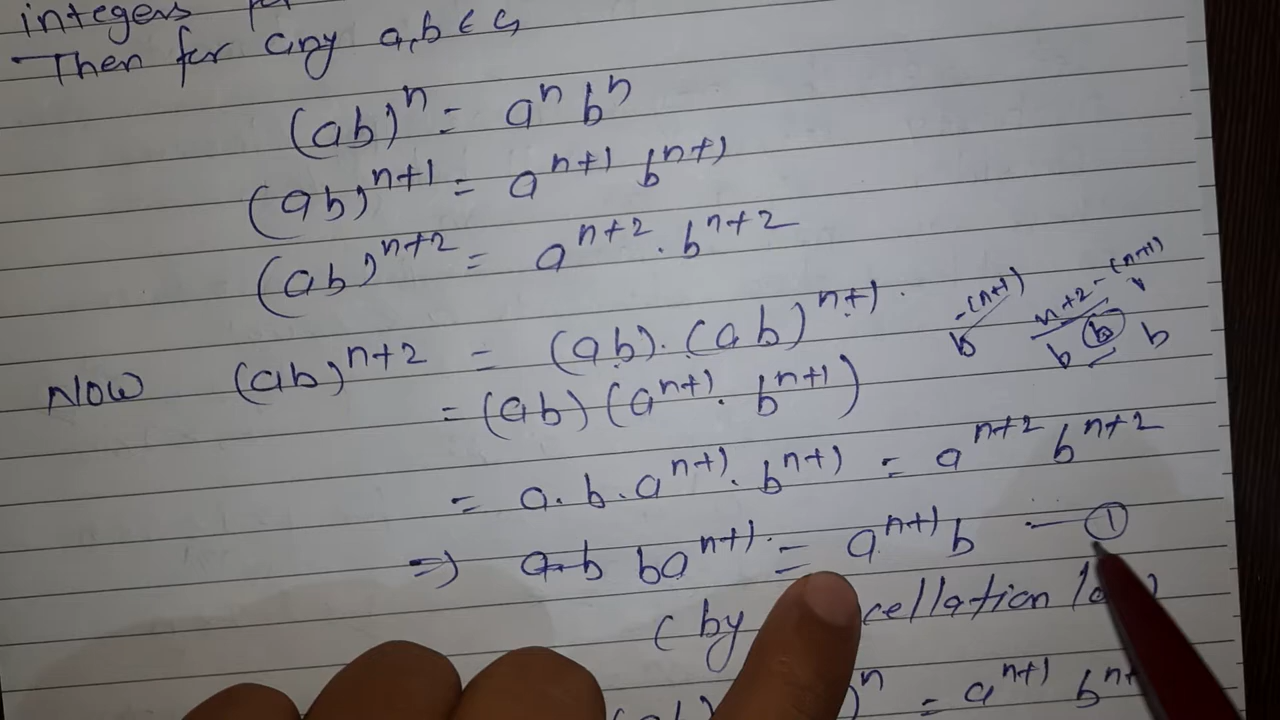 integers
Then for any a,b ∈ G
(ab)^n = a^n b^n
(ab)^{n+1} = a^{n+1} b^{n+1}
(ab)^{n+2} = a^{n+2} . b^{n+2}
Now (ab)^{n+2} = (ab).(ab)^{n+1}.
b^{-(n+1)}
b^{n+2-(n+1)}
b b
= (ab)(a^{n+1}. b^{n+1})
= a.b.a^{n+1}. b^{n+1} = a^{n+2} b^{n+2}
⇒ a.b ba^{n+1}. = a^{n+1} b — ①
(by
n = a^{n+1}